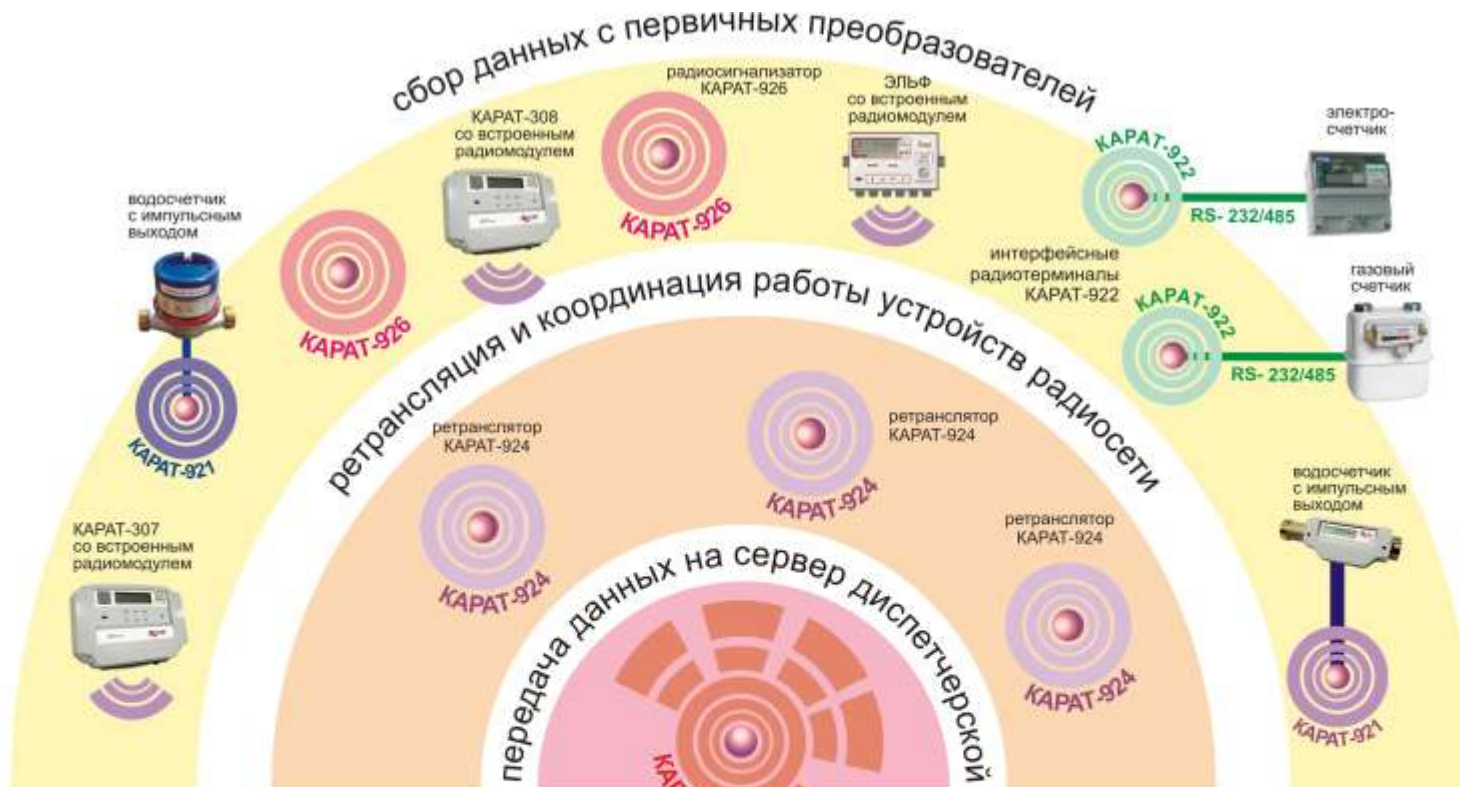 сбор данных с первичных преобразователей
радиосигнализатор
КАРАТ-926
КАРАТ-926
ЭЛЬФ
со встроенным
радиомодулем
КАРАТ-308
со встроенным
радиомодулем
КАРАТ-922
RS- 232/485
электро-
счетчик
водосчетчик
с импульсным
выходом
КАРАТ-926
интерфейсные
радиотерминалы
КАРАТ-922
КАРАТ-922
RS- 232/485
газовый
счетчик
КАРАТ-921
ретрансляция и координация работы устройств радиосети
ретранслятор
КАРАТ-924
КАРАТ-924
ретранслятор
КАРАТ-924
КАРАТ-924
ретранслятор
КАРАТ-924
КАРАТ-924
водосчетчик
с импульсным
выходом
КАРАТ-921
КАРАТ-307
со встроенным
радиомодулем
передача данных на сервер диспетчерской